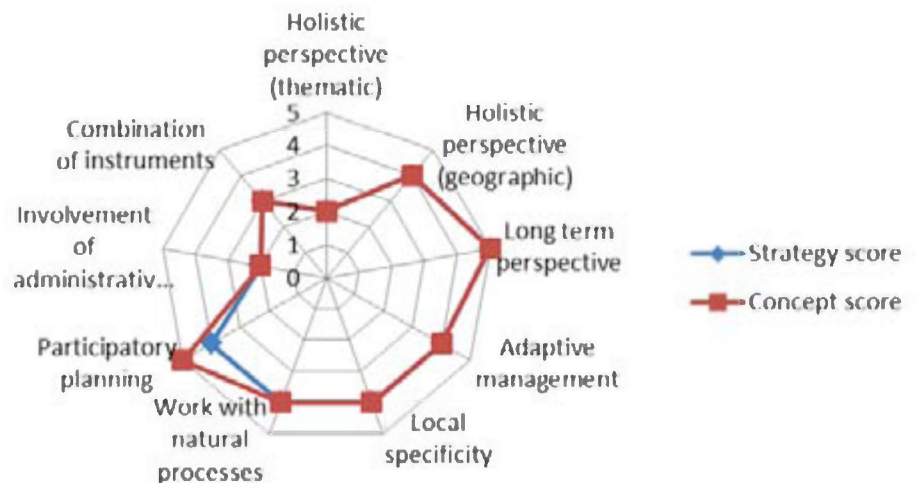 Holistic
perspective
(thematic)
Holistic
perspective
(geographic)
Long term
perspective
Adaptive
management
Local
specificity
Work with
natural
processes
Participatory
planning
Involvement
of
administrativ...
Combination
of instruments
5
4
3
2
1
0
Strategy score
Concept score